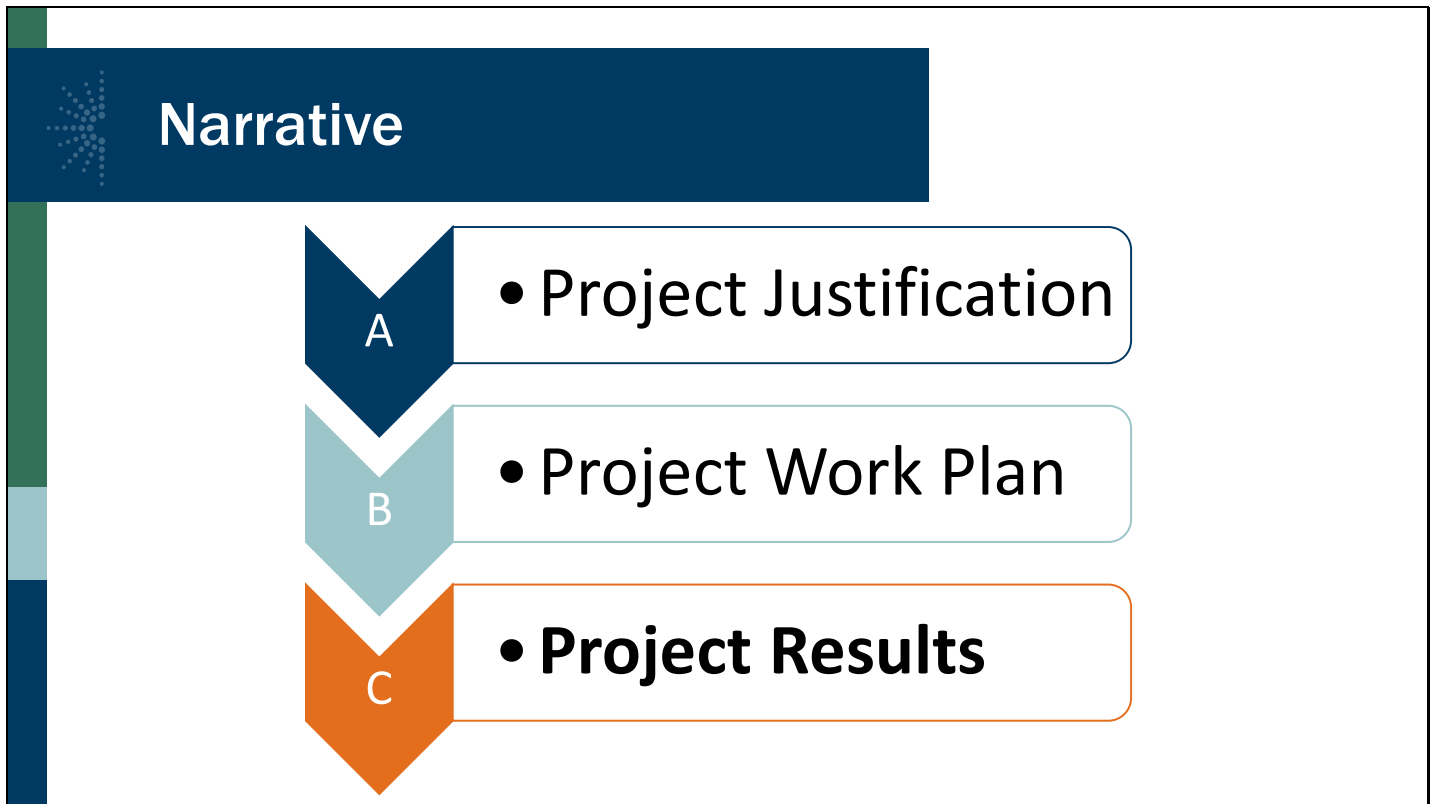 Narrative
A
• Project Justification
B
• Project Work Plan
C
• Project Results